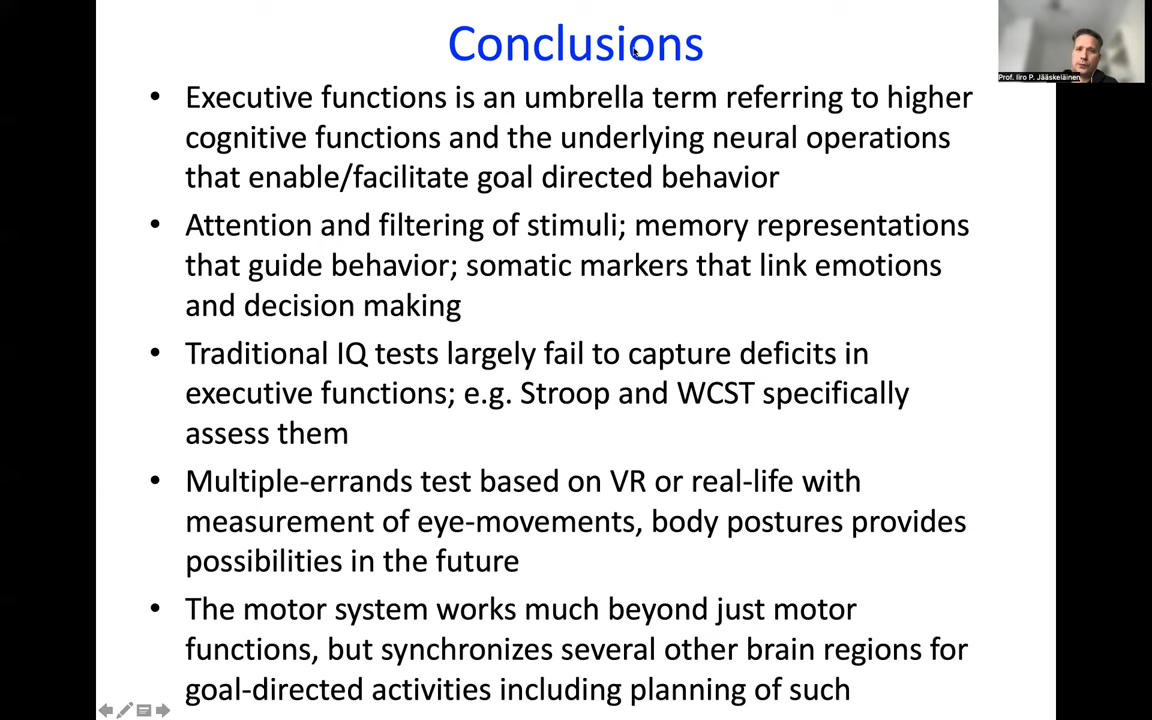 Conclusions
Prof. Iiro P. Jääskeläinen
• Executive functions is an umbrella term referring to higher
cognitive functions and the underlying neural operations
that enable/facilitate goal directed behavior
• Attention and filtering of stimuli; memory representations
that guide behavior; somatic markers that link emotions
and decision making
• Traditional IQ tests largely fail to capture deficits in
executive functions; e.g. Stroop and WCST specifically
assess them
• Multiple-errands test based on VR or real-life with
measurement of eye-movements, body postures provides
possibilities in the future
• The motor system works much beyond just motor
functions, but synchronizes several other brain regions for
goal-directed activities including planning of such